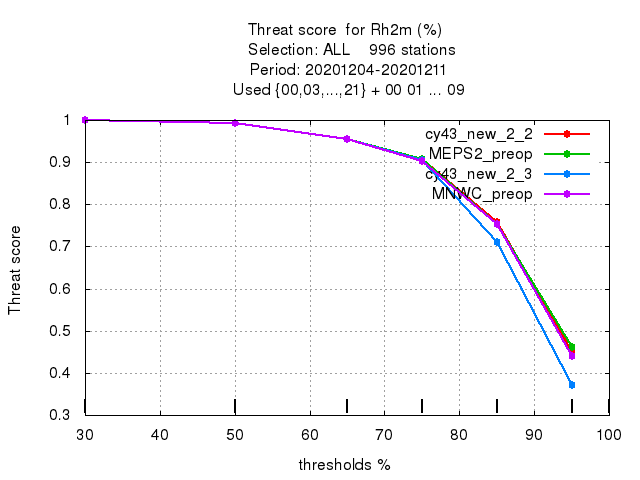 Threat score  for Rh2m (%)
Selection: ALL    996 stations
Period: 20201204-20201211
Used {00,03,...,21} + 00 01 ... 09
1
0.9
0.8
0.7
0.6
0.5
0.4
0.3
Threat score
cy43_new_2_2
MEPS2_preop
cy43_new_2_3
MNWC_preop
30 40 50 60 70 80 90 100
thresholds %